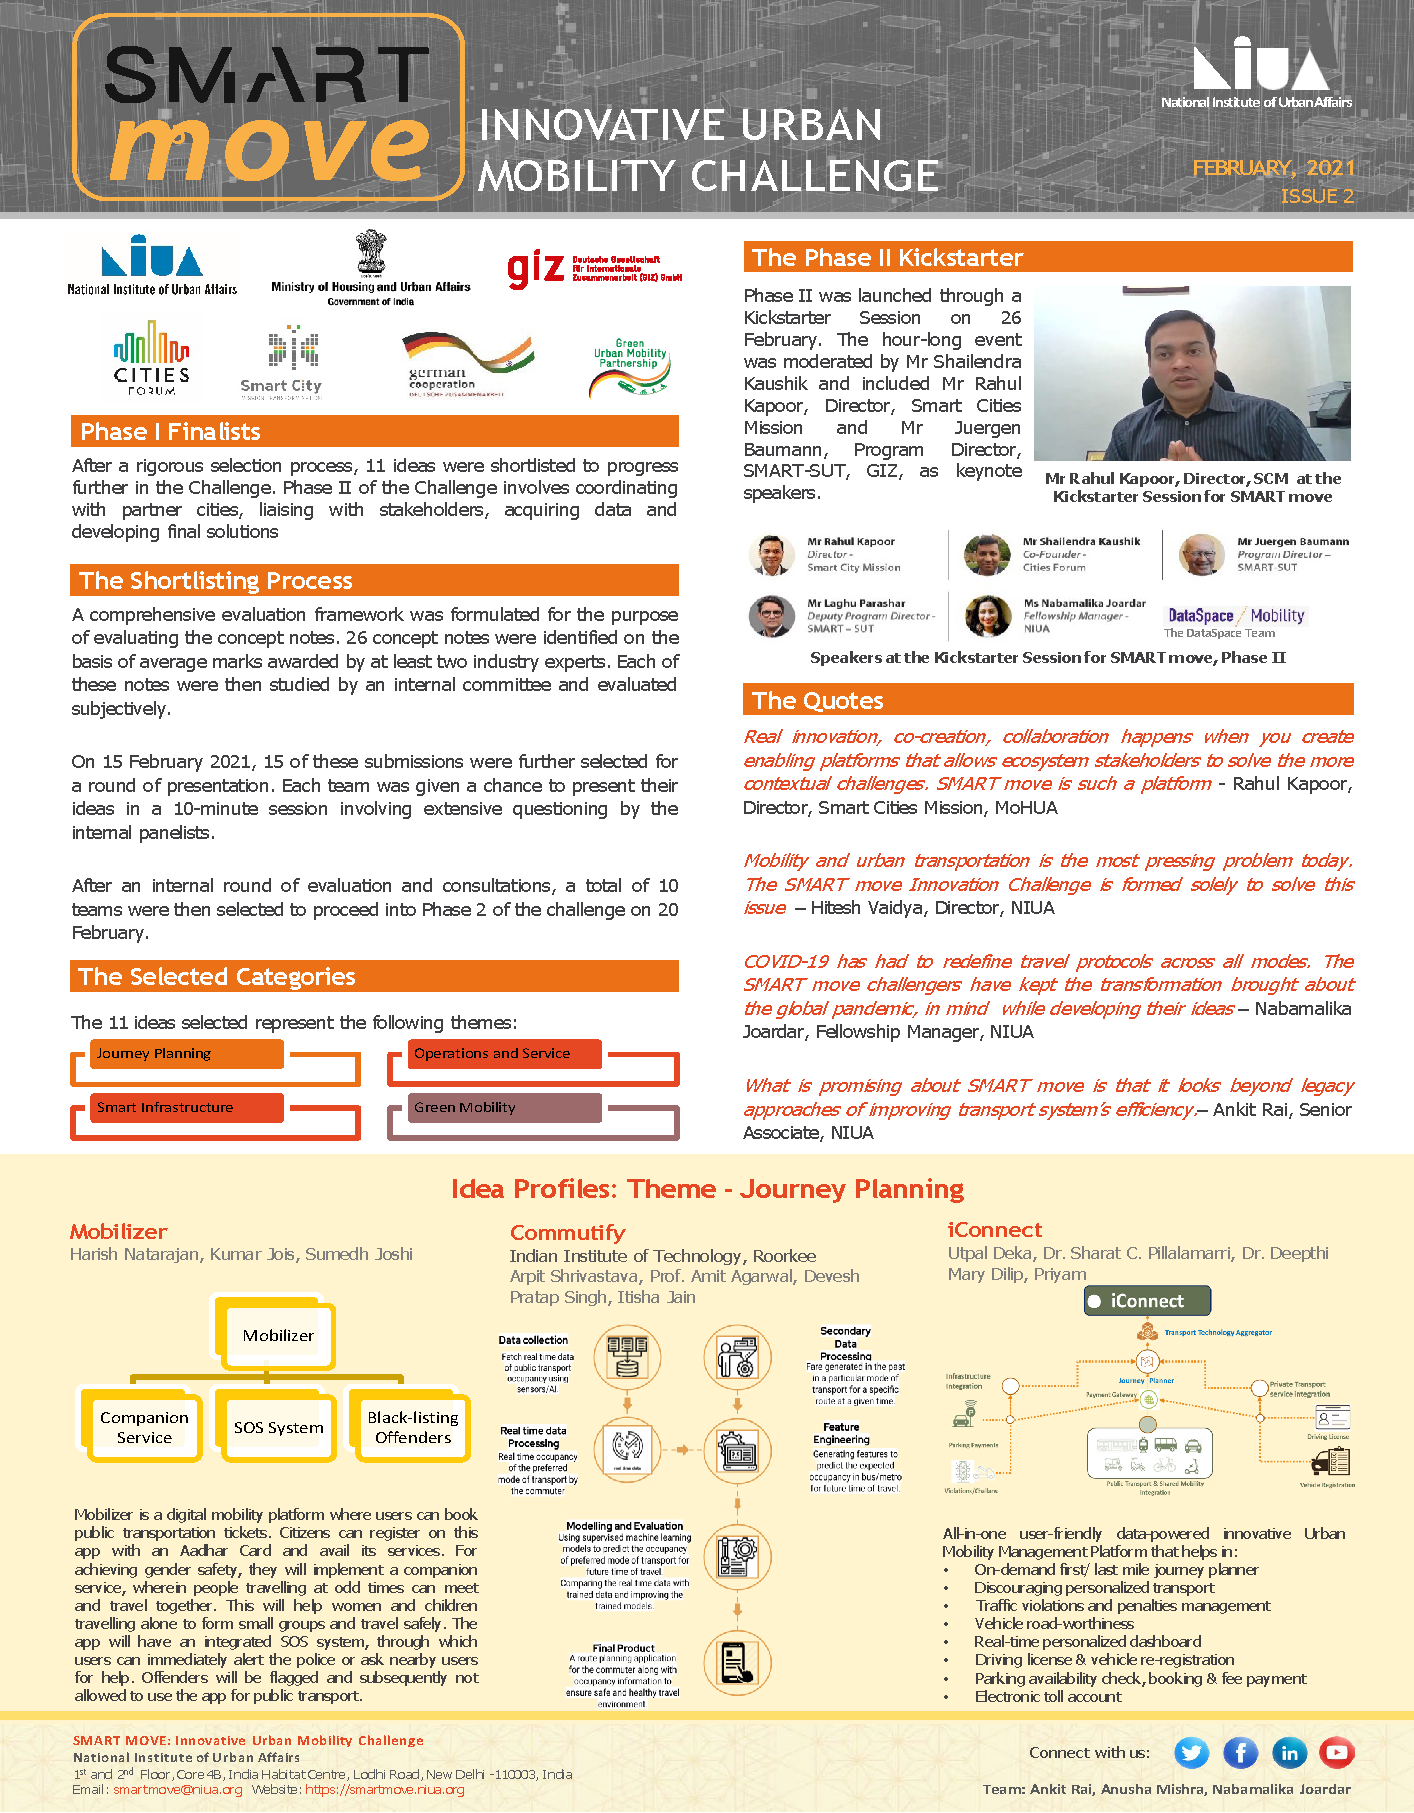 SMART
move
INNOVATIVE URBAN
MOBILITY CHALLENGE
NIUA
National Institute of Urban Affairs
FEBRUARY, 2021
ISSUE 2
NIUA
National Institute of Urban Affairs
Ministry of Housing and Urban Affairs
Government of India
giz
Deutsche Gesellschaft
für Internationale
Zusammenarbeit (GIZ) GmbH
CITIES
FORUM
Smart City
MISSION TRANSFORM-NATION
german
cooperation
DEUTSCHE ZUSAMMENARBEIT
Green
Urban Mobility
Partnership
Phase I Finalists
After a rigorous selection process, 11 ideas were shortlisted to progress
further in the Challenge. Phase II of the Challenge involves coordinating
with partner cities, liaising with stakeholders, acquiring data and
developing final solutions
The Shortlisting Process
A comprehensive evaluation framework was formulated for the purpose
of evaluating the concept notes. 26 concept notes were identified on the
basis of average marks awarded by at least two industry experts. Each of
these notes were then studied by an internal committee and evaluated
subjectively.
On 15 February 2021, 15 of these submissions were further selected for
a round of presentation. Each team was given a chance to present their
ideas in a 10-minute session involving extensive questioning by the
internal panelists.
After an internal round of evaluation and consultations, a total of 10
teams were then selected to proceed into Phase 2 of the challenge on 20
February.
The Selected Categories
The 11 ideas selected represent the following themes:
Journey Planning
Operations and Service
Smart Infrastructure
Green Mobility
The Phase II Kickstarter
Phase II was launched through a
Kickstarter Session on 26
February. The hour-long event
was moderated by Mr Shailendra
Kaushik and included Mr Rahul
Kapoor, Director, Smart Cities
Mission and Mr Juergen
Baumann, Program Director,
SMART-SUT, GIZ, as keynote
speakers.
Mr Rahul Kapoor, Director, SCM at the
Kickstarter Session for SMART move
Mr Rahul Kapoor
Director -
Smart City Mission
Mr Shailendra Kaushik
Co-Founder -
Cities Forum
Mr Juergen Baumann
Program Director –
SMART-SUT
Mr Laghu Parashar
Deputy Program Director -
SMART – SUT
Ms Nabamalika Joardar
Fellowship Manager -
NIUA
DataSpace / Mobility
The DataSpace Team
Speakers at the Kickstarter Session for SMART move, Phase II
The Quotes
Real innovation, co-creation, collaboration happens when you create
enabling platforms that allows ecosystem stakeholders to solve the more
contextual challenges. SMART move is such a platform - Rahul Kapoor,
Director, Smart Cities Mission, MoHUA
Mobility and urban transportation is the most pressing problem today.
The SMART move Innovation Challenge is formed solely to solve this
issue – Hitesh Vaidya, Director, NIUA
COVID-19 has had to redefine travel protocols across all modes. The
SMART move challengers have kept the transformation brought about
the global pandemic, in mind while developing their ideas – Nabamalika
Joardar, Fellowship Manager, NIUA
What is promising about SMART move is that it looks beyond legacy
approaches of improving transport system's efficiency.– Ankit Rai, Senior
Associate, NIUA
Idea Profiles: Theme - Journey Planning
Mobilizer
Harish Natarajan, Kumar Jois, Sumedh Joshi
Mobilizer
Companion
Service
SOS System
Black-listing
Offenders
Mobilizer is a digital mobility platform where users can book
public transportation tickets. Citizens can register on this
app with an Aadhar Card and avail its services. For
achieving gender safety, they will implement a companion
service, wherein people travelling at odd times can meet
and travel together. This will help women and children
travelling alone to form small groups and travel safely. The
app will have an integrated SOS system, through which
users can immediately alert the police or ask nearby users
for help. Offenders will be flagged and subsequently not
allowed to use the app for public transport.
Commutify
Indian Institute of Technology, Roorkee
Arpit Shrivastava, Prof. Amit Agarwal, Devesh
Pratap Singh, Itisha Jain
Data collection
Fetch real time data
of public transport
occupancy using
sensors/AI.
Secondary
Data
Processing
Fare generated in the past
in a particular mode of
transport for a specific
route at a given time.
Real time data
Processing
Real time occupancy
of the preferred
mode of transport by
the commuter
real time data
Feature
Engineering
Generating features to
predict the expected
occupancy in bus/metro
for future time of travel.
Modelling and Evaluation
Using supervised machine learning
models to predict the occupancy
of preferred mode of transport for
future time of travel.
Comparing the real time data with
trained data and improving the
trained models.
Final Product
A route planning application
for the commuter along with
occupancy information to
ensure safe and healthy travel
environment.
iConnect
Utpal Deka, Dr. Sharat C. Pillalamarri, Dr. Deepthi
Mary Dilip, Priyam
iConnect
Transport Technology Aggregator
Journey Planner
Infrastructure
Integration
Payment Gateway
Private Transport
service integration
Parking Payments
Driving License
Violations/Challans
Public Transport & Shared Mobility
Integration
Vehicle Registration
All-in-one user-friendly data-powered innovative Urban
Mobility Management Platform that helps in:
• On-demand first/ last mile journey planner
• Discouraging personalized transport
• Traffic violations and penalties management
• Vehicle road-worthiness
• Real-time personalized dashboard
• Driving license & vehicle re-registration
• Parking availability check, booking & fee payment
• Electronic toll account
SMART MOVE: Innovative Urban Mobility Challenge
National Institute of Urban Affairs
1st and 2nd Floor, Core 4B, India Habitat Centre, Lodhi Road, New Delhi -110003, India
Email: smartmove@niua.org Website: https://smartmove.niua.org
Connect with us:
Team: Ankit Rai, Anusha Mishra, Nabamalika Joardar